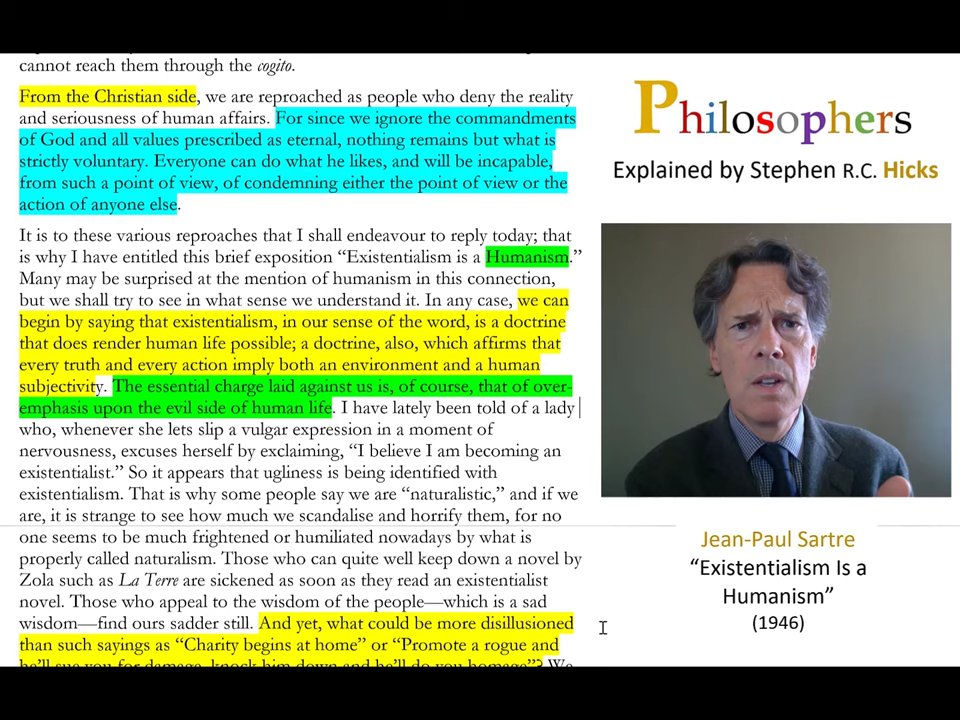 cannot reach them through the cogito.
From the Christian side, we are reproached as people who deny the reality
and seriousness of human affairs. For since we ignore the commandments
of God and all values prescribed as eternal, nothing remains but what is
strictly voluntary. Everyone can do what he likes, and will be incapable,
from such a point of view, of condemning either the point of view or the
action of anyone else.
It is to these various reproaches that I shall endeavour to reply today; that
is why I have entitled this brief exposition “Existentialism is a Humanism.”
Many may be surprised at the mention of humanism in this connection,
but we shall try to see in what sense we understand it. In any case, we can
begin by saying that existentialism, in our sense of the word, is a doctrine
that does render human life possible; a doctrine, also, which affirms that
every truth and every action imply both an environment and a human
subjectivity. The essential charge laid against us is, of course, that of over-
emphasis upon the evil side of human life. I have lately been told of a lady
who, whenever she lets slip a vulgar expression in a moment of
nervousness, excuses herself by exclaiming, “I believe I am becoming an
existentialist.” So it appears that ugliness is being identified with
existentialism. That is why some people say we are “naturalistic,” and if we
are, it is strange to see how much we scandalise and horrify them, for no
one seems to be much frightened or humiliated nowadays by what is
properly called naturalism. Those who can quite well keep down a novel by
Zola such as La Terre are sickened as soon as they read an existentialist
novel. Those who appeal to the wisdom of the people—which is a sad
wisdom—find ours sadder still. And yet, what could be more disillusioned
than such sayings as “Charity begins at home” or “Promote a rogue and
he’ll sue you for damage, knock him down and he’ll do you homage”? We
Philosophers
Explained by Stephen R.C. Hicks
Jean-Paul Sartre
“Existentialism Is a
Humanism”
(1946)